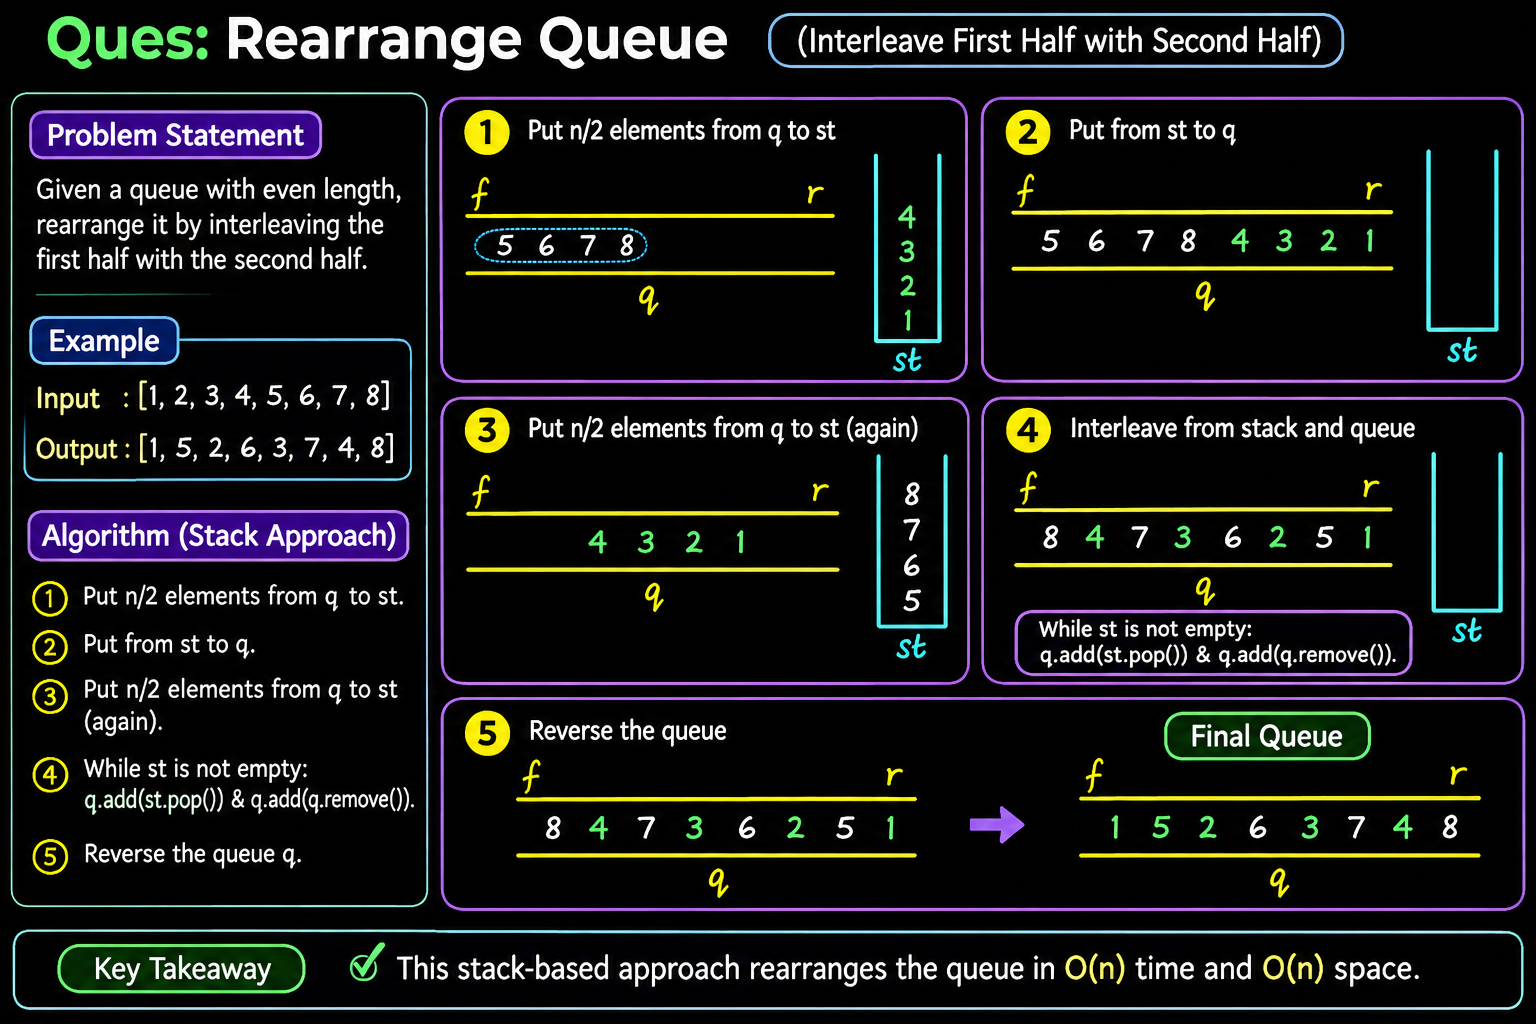 Ques: Rearrange Queue
(Interleave First Half with Second Half)
Problem Statement
Given a queue with even length,
rearrange it by interleaving the
first half with the second half.
Example
Input : [1, 2, 3, 4, 5, 6, 7, 8]
Output : [1, 5, 2, 6, 3, 7, 4, 8]
Algorithm (Stack Approach)
1 Put n/2 elements from q to st.
2 Put from st to q.
3 Put n/2 elements from q to st
(again).
4 While st is not empty:
q.add(st.pop()) & q.add(q.remove()).
5 Reverse the queue q.
1 Put n/2 elements from q to st
f r
5 6 7 8
q
4
3
2
1
st
2 Put from st to q
f r
5 6 7 8 4 3 2 1
q
st
3 Put n/2 elements from q to st (again)
f r
4 3 2 1
q
8
7
6
5
st
4 Interleave from stack and queue
f r
8 4 7 3 6 2 5 1
q
st
While st is not empty:
q.add(st.pop()) & q.add(q.remove()).
5 Reverse the queue
f r
8 4 7 3 6 2 5 1
q
Final Queue
f r
1 5 2 6 3 7 4 8
q
Key Takeaway
This stack-based approach rearranges the queue in O(n) time and O(n) space.